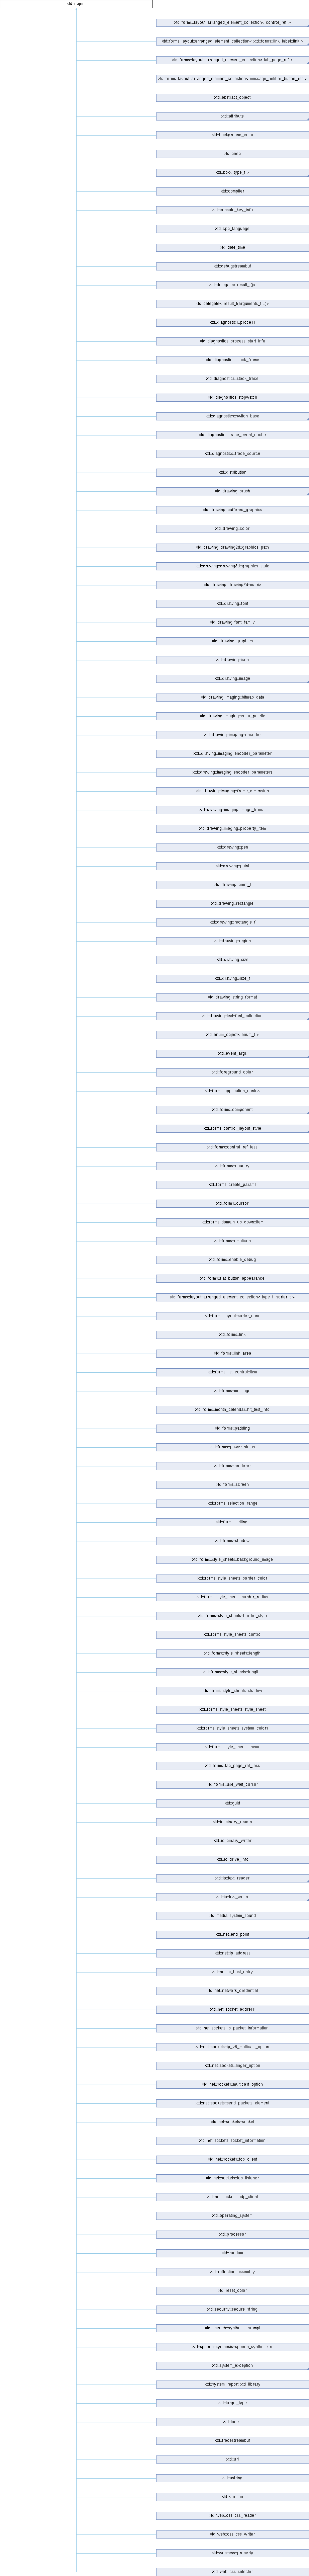 xtd::object
xtd::forms::layout::arranged_element_collection< control_ref >
xtd::forms::layout::arranged_element_collection< xtd::forms::link_label::link >
xtd::forms::layout::arranged_element_collection< tab_page_ref >
xtd::forms::layout::arranged_element_collection< message_notifier_button_ref >
xtd::abstract_object
xtd::attribute
xtd::background_color
xtd::beep
xtd::box< type_t >
xtd::compiler
xtd::console_key_info
xtd::cpp_language
xtd::date_time
xtd::debugstreambuf
xtd::delegate< result_t()>
xtd::delegate< result_t(arguments_t...)>
xtd::diagnostics::process
xtd::diagnostics::process_start_info
xtd::diagnostics::stack_frame
xtd::diagnostics::stack_trace
xtd::diagnostics::stopwatch
xtd::diagnostics::switch_base
xtd::diagnostics::trace_event_cache
xtd::diagnostics::trace_source
xtd::distribution
xtd::drawing::brush
xtd::drawing::buffered_graphics
xtd::drawing::color
xtd::drawing::drawing2d::graphics_path
xtd::drawing::drawing2d::graphics_state
xtd::drawing::drawing2d::matrix
xtd::drawing::font
xtd::drawing::font_family
xtd::drawing::graphics
xtd::drawing::icon
xtd::drawing::image
xtd::drawing::imaging::bitmap_data
xtd::drawing::imaging::color_palette
xtd::drawing::imaging::encoder
xtd::drawing::imaging::encoder_parameter
xtd::drawing::imaging::encoder_parameters
xtd::drawing::imaging::frame_dimension
xtd::drawing::imaging::image_format
xtd::drawing::imaging::property_item
xtd::drawing::pen
xtd::drawing::point
xtd::drawing::point_f
xtd::drawing::rectangle
xtd::drawing::rectangle_f
xtd::drawing::region
xtd::drawing::size
xtd::drawing::size_f
xtd::drawing::string_format
xtd::drawing::text::font_collection
xtd::enum_object< enum_t >
xtd::event_args
xtd::foreground_color
xtd::forms::application_context
xtd::forms::component
xtd::forms::control_layout_style
xtd::forms::control_ref_less
xtd::forms::country
xtd::forms::create_params
xtd::forms::cursor
xtd::forms::domain_up_down::item
xtd::forms::emoticon
xtd::forms::enable_debug
xtd::forms::flat_button_appearance
xtd::forms::layout::arranged_element_collection< type_t, sorter_t >
xtd::forms::layout::sorter_none
xtd::forms::link
xtd::forms::link_area
xtd::forms::list_control::item
xtd::forms::message
xtd::forms::month_calendar::hit_test_info
xtd::forms::padding
xtd::forms::power_status
xtd::forms::renderer
xtd::forms::screen
xtd::forms::selection_range
xtd::forms::settings
xtd::forms::shadow
xtd::forms::style_sheets::background_image
xtd::forms::style_sheets::border_color
xtd::forms::style_sheets::border_radius
xtd::forms::style_sheets::border_style
xtd::forms::style_sheets::control
xtd::forms::style_sheets::length
xtd::forms::style_sheets::lengths
xtd::forms::style_sheets::shadow
xtd::forms::style_sheets::style_sheet
xtd::forms::style_sheets::system_colors
xtd::forms::style_sheets::theme
xtd::forms::tab_page_ref_less
xtd::forms::use_wait_cursor
xtd::guid
xtd::io::binary_reader
xtd::io::binary_writer
xtd::io::drive_info
xtd::io::text_reader
xtd::io::text_writer
xtd::media::system_sound
xtd::net::end_point
xtd::net::ip_address
xtd::net::ip_host_entry
xtd::net::network_credential
xtd::net::socket_address
xtd::net::sockets::ip_packet_information
xtd::net::sockets::ip_v6_multicast_option
xtd::net::sockets::linger_option
xtd::net::sockets::multicast_option
xtd::net::sockets::send_packets_element
xtd::net::sockets::socket
xtd::net::sockets::socket_information
xtd::net::sockets::tcp_client
xtd::net::sockets::tcp_listener
xtd::net::sockets::udp_client
xtd::operating_system
xtd::processor
xtd::random
xtd::reflection::assembly
xtd::reset_color
xtd::security::secure_string
xtd::speech::synthesis::prompt
xtd::speech::synthesis::speech_synthesizer
xtd::system_exception
xtd::system_report::xtd_library
xtd::target_type
xtd::toolkit
xtd::tracestreambuf
xtd::uri
xtd::ustring
xtd::version
xtd::web::css::css_reader
xtd::web::css::css_writer
xtd::web::css::property
xtd::web::css::selector